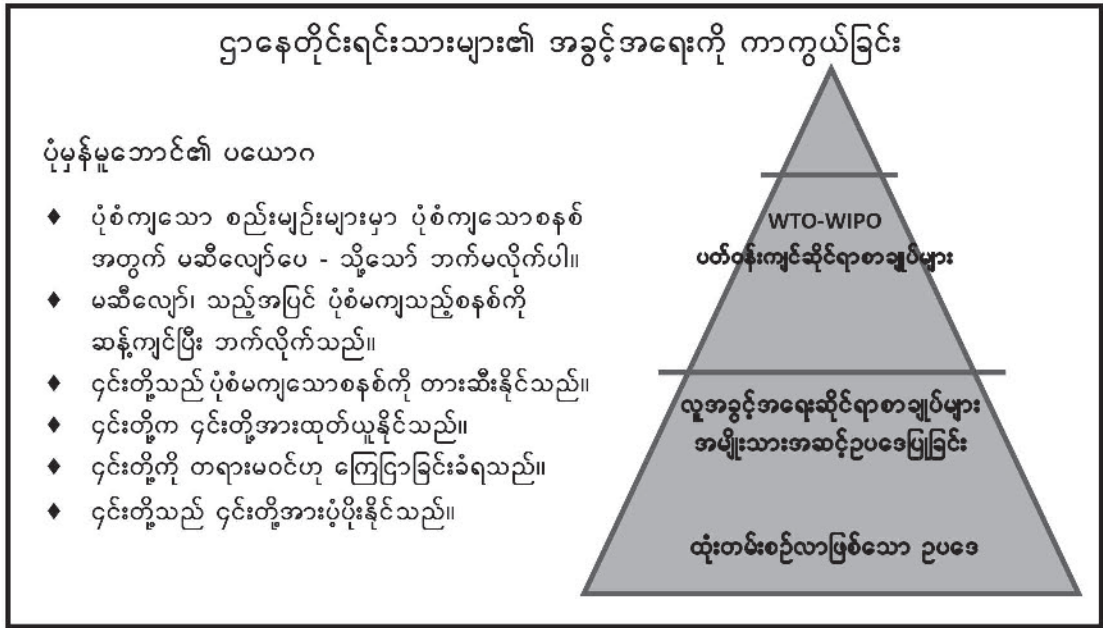 ဌာနေတိုင်းရင်းသားများ၏ အခွင့်အရေးကို ကာကွယ်ခြင်း
ပုံမှန်မူဘောင်၏ ပယောဂ
♦ ပုံစံကျသော စည်းမျဉ်းများမှာ ပုံစံကျသောစနစ်
အတွက် မဆီလျော်ပေ - သို့သော် ဘက်မလိုက်ပါ။
♦ မဆီလျော်၊ သည့်အပြင် ပုံစံမကျသည့်စနစ်ကို
ဆန့်ကျင်ပြီး ဘက်လိုက်သည်။
♦ ၄င်းတို့သည် ပုံစံမကျသောစနစ်ကို တားဆီးနိုင်သည်။
♦ ၄င်းတို့က ၄င်းတို့အားထုတ်ယူနိုင်သည်။
♦ ၄င်းတို့ကို တရားမဝင်ဟု ကြေငြာခြင်းခံရသည်။
♦ ၄င်းတို့သည် ၄င်းတို့အားပံ့ပိုးနိုင်သည်။
WTO-WIPO
ပတ်ဝန်းကျင်ဆိုင်ရာစာချုပ်များ
လူ့အခွင့်အရေးဆိုင်ရာစာချုပ်များ
အမျိုးသားအဆင့်ဥပဒေပြုခြင်း
ထုံးတမ်းစဉ်လာဖြစ်သော ဥပဒေ